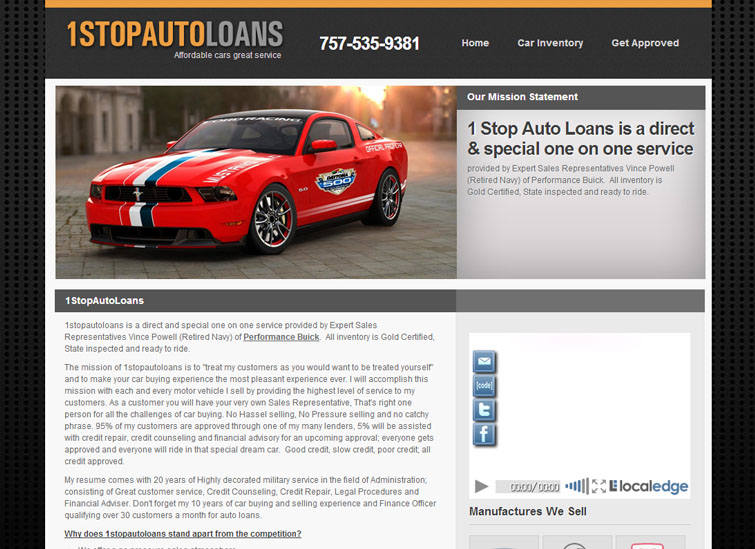 1STOPAUTOLOANS
Affordable cars great service
757-535-9381
Home
Car Inventory
Get Approved
FORD RACING
OFFICIAL PACE CAR
5.0
500
Our Mission Statement
1 Stop Auto Loans is a direct
& special one on one service
provided by Expert Sales Representatives Vince Powell
(Retired Navy) of Performance Buick. All inventory is
Gold Certified, State inspected and ready to ride.
1StopAutoLoans
1stopautoloans is a direct and special one on one service provided by Expert Sales
Representatives Vince Powell (Retired Navy) of Performance Buick. All inventory is Gold Certified,
State inspected and ready to ride.
The mission of 1stopautoloans is to "treat my customers as you would want to be treated yourself"
and to make your car buying experience the most pleasant experience ever. I will accomplish this
mission with each and every motor vehicle I sell by providing the highest level of service to my
customers. As a customer you will have your very own Sales Representative, That's right one
person for all the challenges of car buying. No Hassel selling, No Pressure selling and no catchy
phrase. 95% of my customers are approved through one of my many lenders, 5% will be assisted
with credit repair, credit counseling and financial advisory for an upcoming approval; everyone gets
approved and everyone will ride in that special dream car. Good credit, slow credit, poor credit; all
credit approved.
My resume comes with 20 years of Highly decorated military service in the field of Administration;
consisting of Great customer service, Credit Counseling, Credit Repair, Legal Procedures and
Financial Adviser. Don't forget my 10 years of car buying and selling experience and Finance Officer
qualifying over 30 customers a month for auto loans.
Why does 1stopautoloans stand apart from the competition?
[code]
00:00/00:00
localedge
Manufactures We Sell